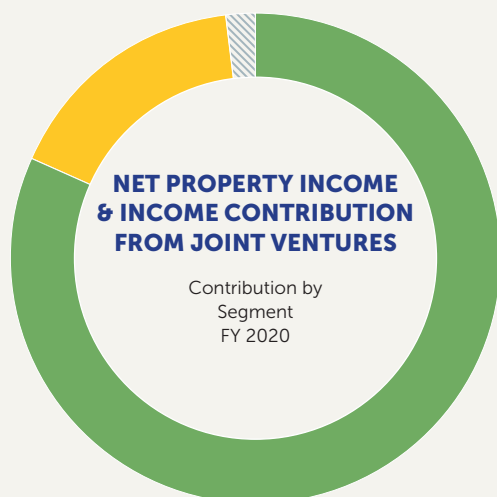 NET PROPERTY INCOME
& INCOME CONTRIBUTION
FROM JOINT VENTURES
Contribution by
Segment
FY 2020